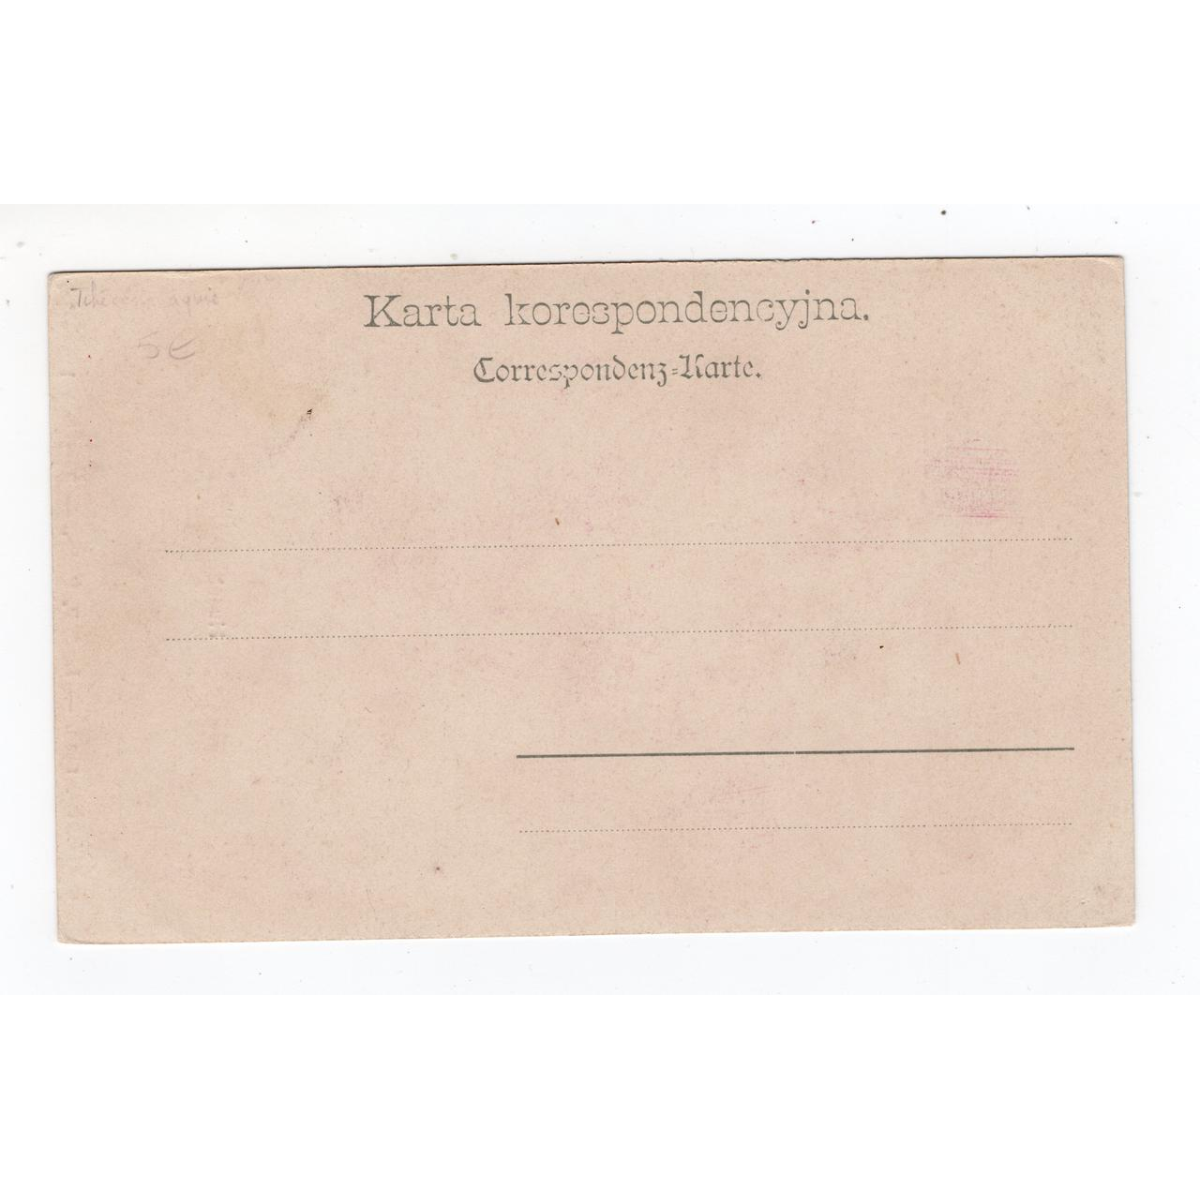 Karta korespondencyjna.
Correspondenz-Karte.
5€